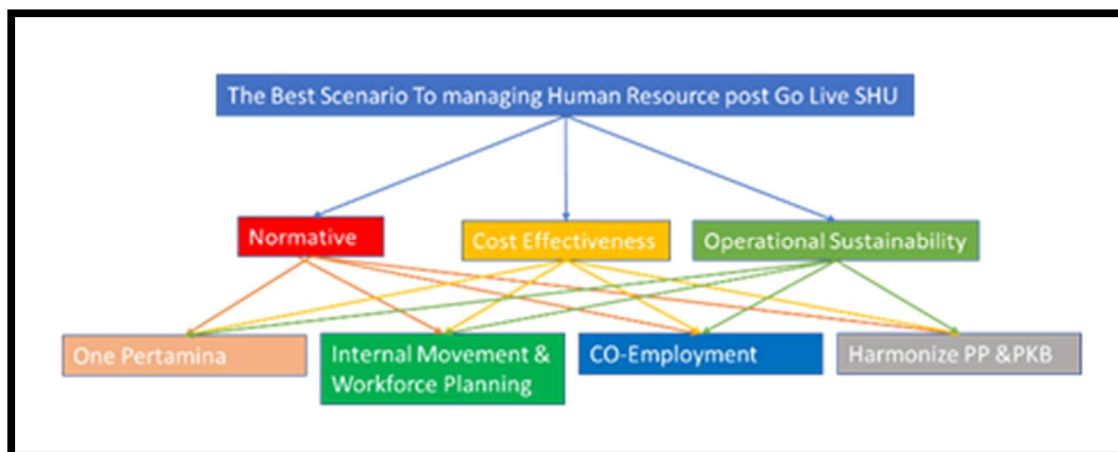 The Best Scenario To managing Human Resource post Go Live SHU
Normative
Cost Effectiveness
Operational Sustainability
One Pertamina
Internal Movement &
Workforce Planning
CO-Employment
Harmonize PP &PKB